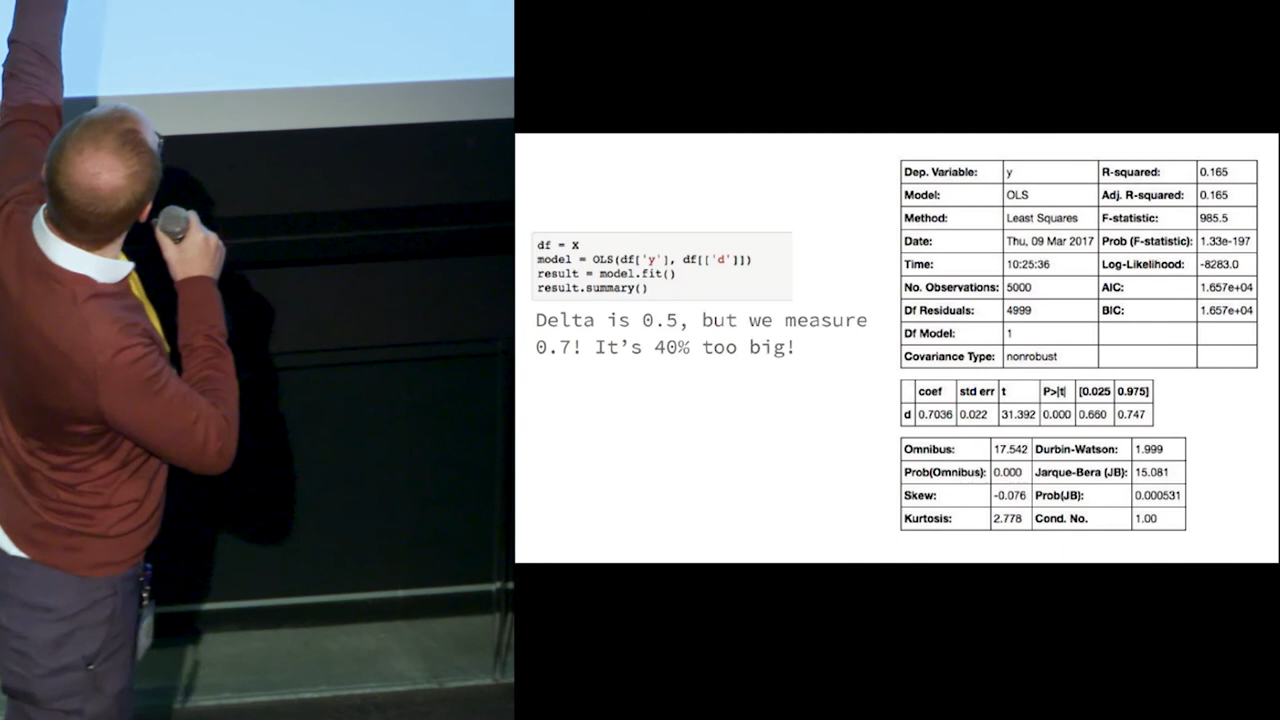 df = X
model = OLS(df['y'], df[['d']])
result = model.fit()
result.summary()
Delta is 0.5, but we measure
0.7! It's 40% too big!
Dep. Variable: y R-squared: 0.165
Model: OLS Adj. R-squared: 0.165
Method: Least Squares F-statistic: 985.5
Date: Thu, 09 Mar 2017 Prob (F-statistic): 1.33e-197
Time: 10:25:36 Log-Likelihood: -8283.0
No. Observations: 5000 AIC: 1.657e+04
Df Residuals: 4999 BIC: 1.657e+04
Df Model: 1
Covariance Type: nonrobust
coef std err t P>|t| [0.025 0.975]
d 0.7036 0.022 31.392 0.000 0.660 0.747
Omnibus: 17.542 Durbin-Watson: 1.999
Prob(Omnibus): 0.000 Jarque-Bera (JB): 15.081
Skew: -0.076 Prob(JB): 0.000531
Kurtosis: 2.778 Cond. No. 1.00